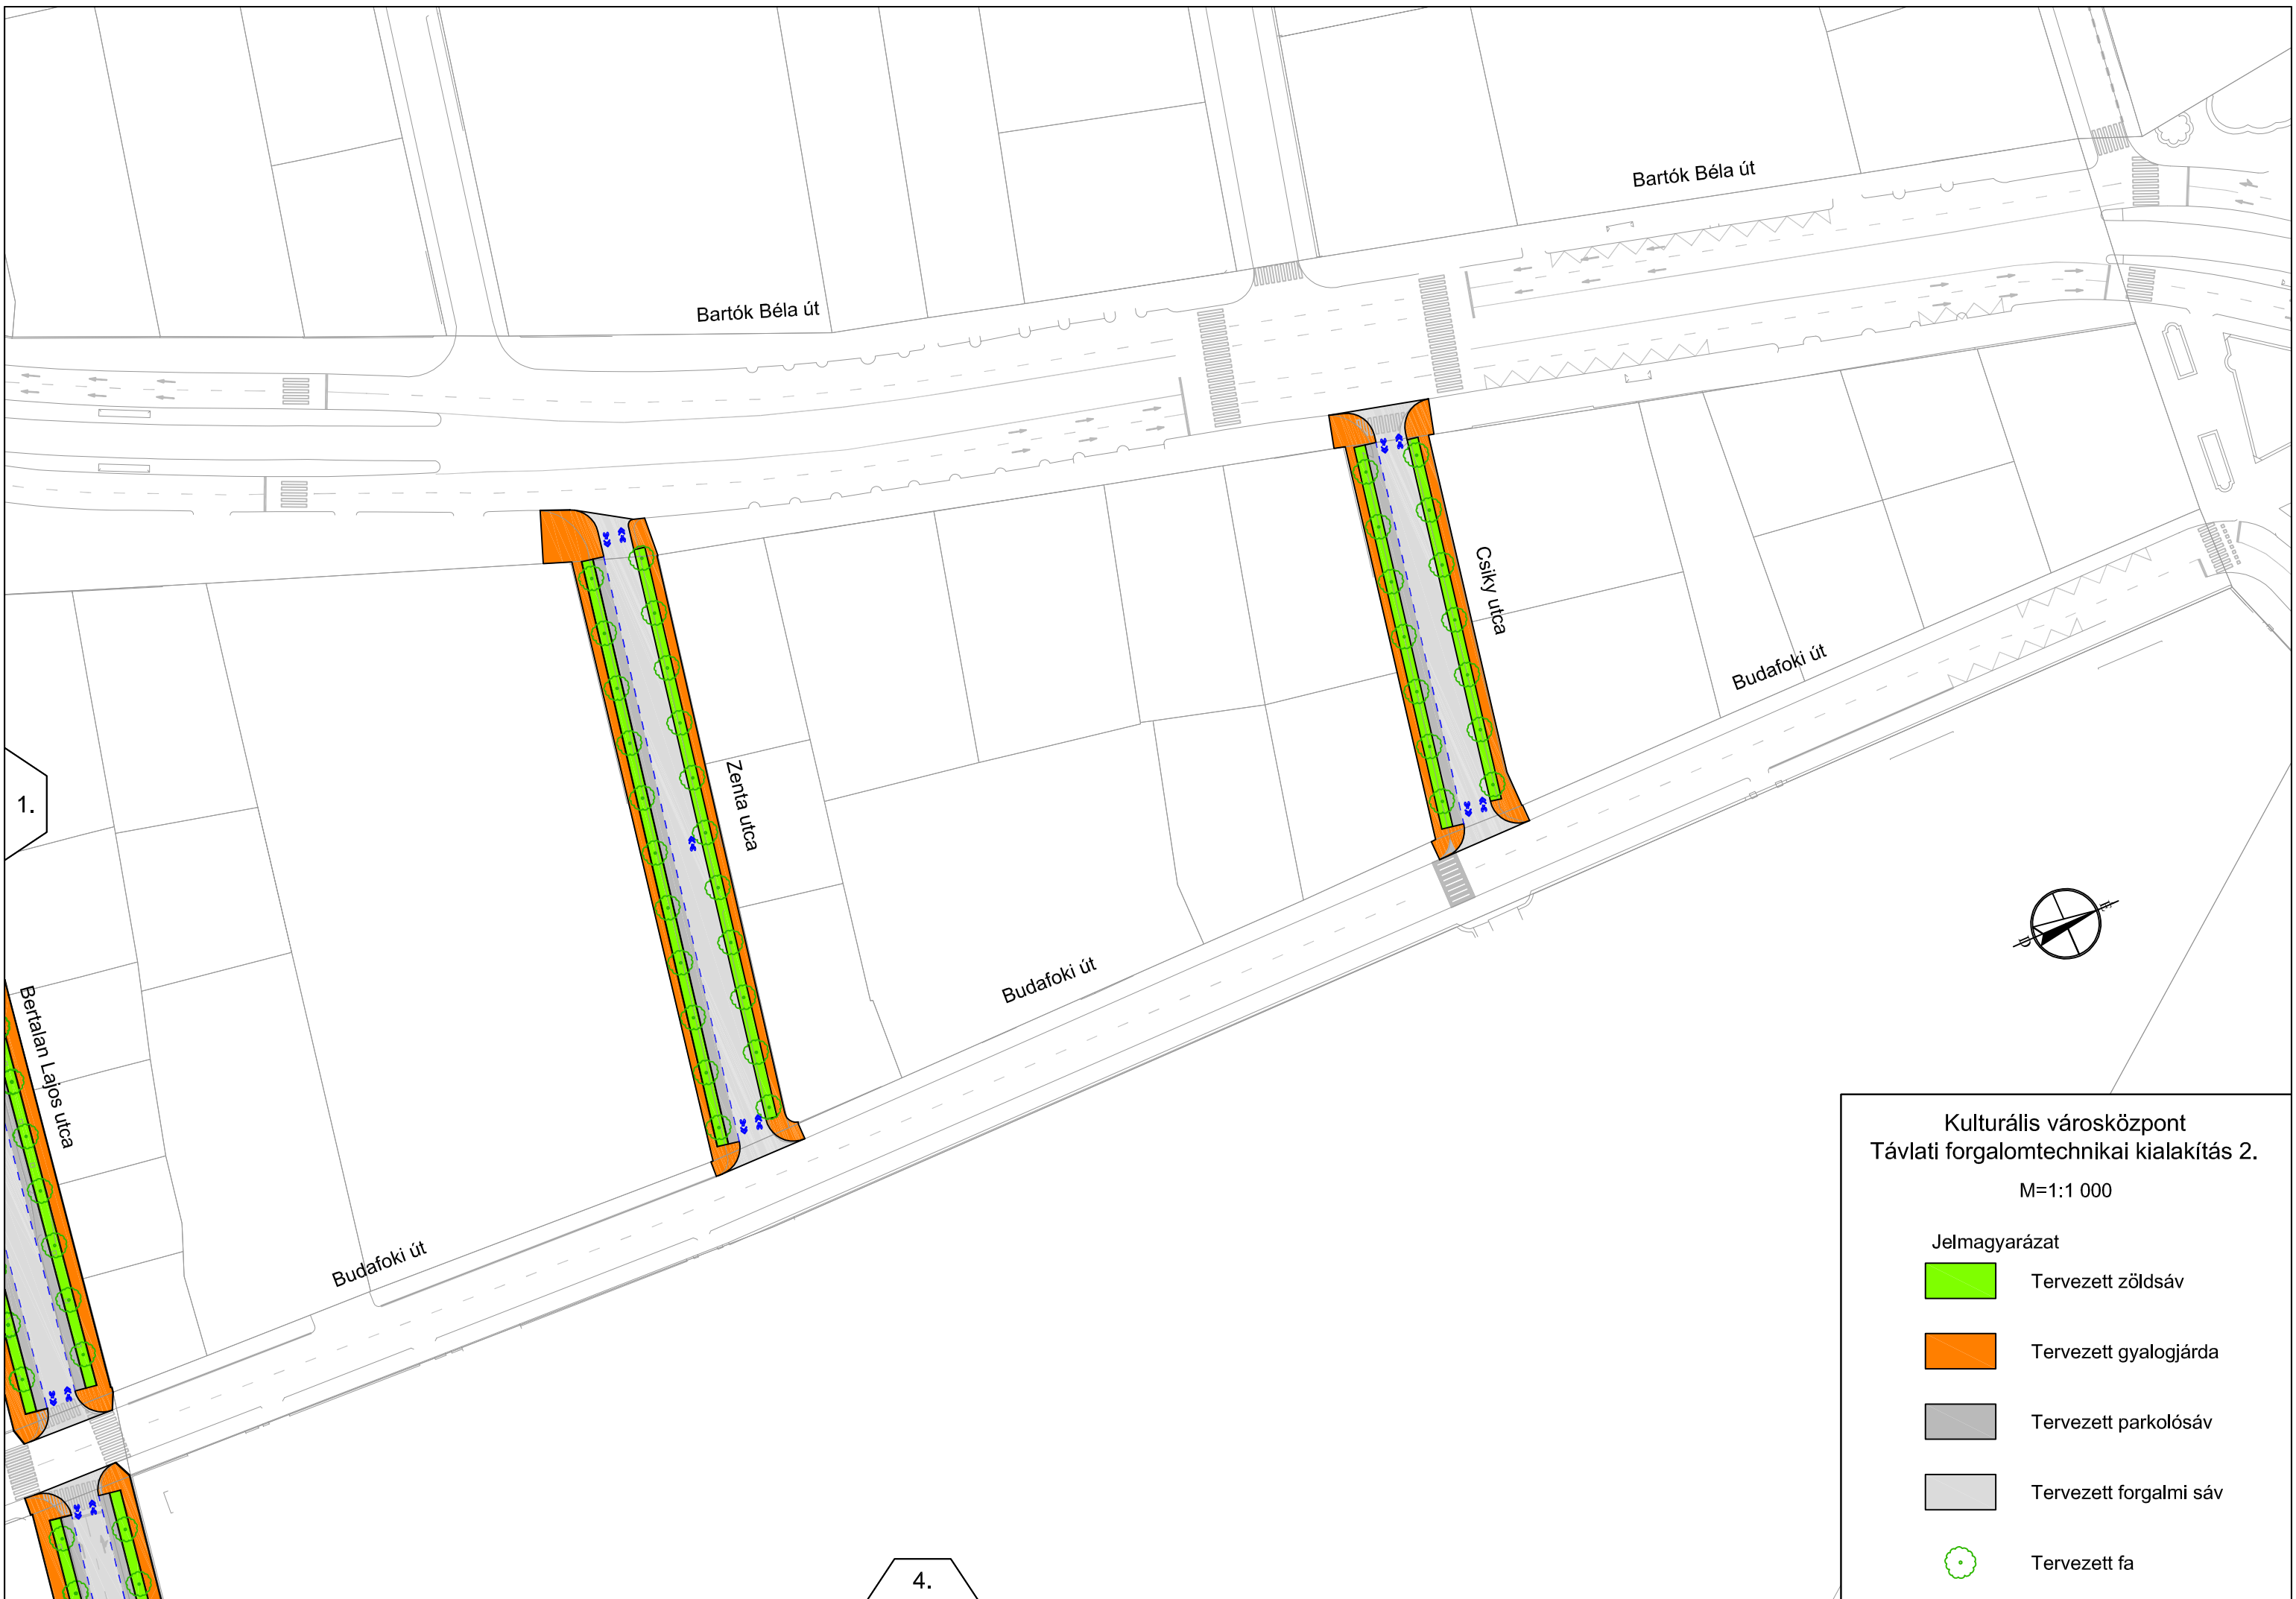 Bartók Béla út
Bartók Béla út
Csiky utca
Budafoki út
Zenta utca
1.
É
D
Budafoki út
Bertalan Lajos utca
Budafoki út
4.
Kulturális városközpont
Távlati forgalomtechnikai kialakítás 2.
M=1:1 000
Jelmagyarázat
Tervezett zöldsáv
Tervezett gyalogjárda
Tervezett parkolósáv
Tervezett forgalmi sáv
Tervezett fa